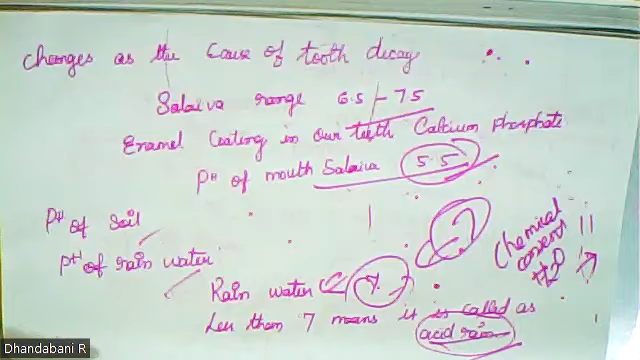 Changes as the Cause of tooth decay
Salaiva range 6.5 - 7.5
Enamel Coating in our teeth Calcium Phosphate
PH of mouth Salaiva 5.5
PH of Soil
PH of rain water
Rain water
Less then 7 means it is called as
acid rain
Chemical
H2O
7
Dhandabani R